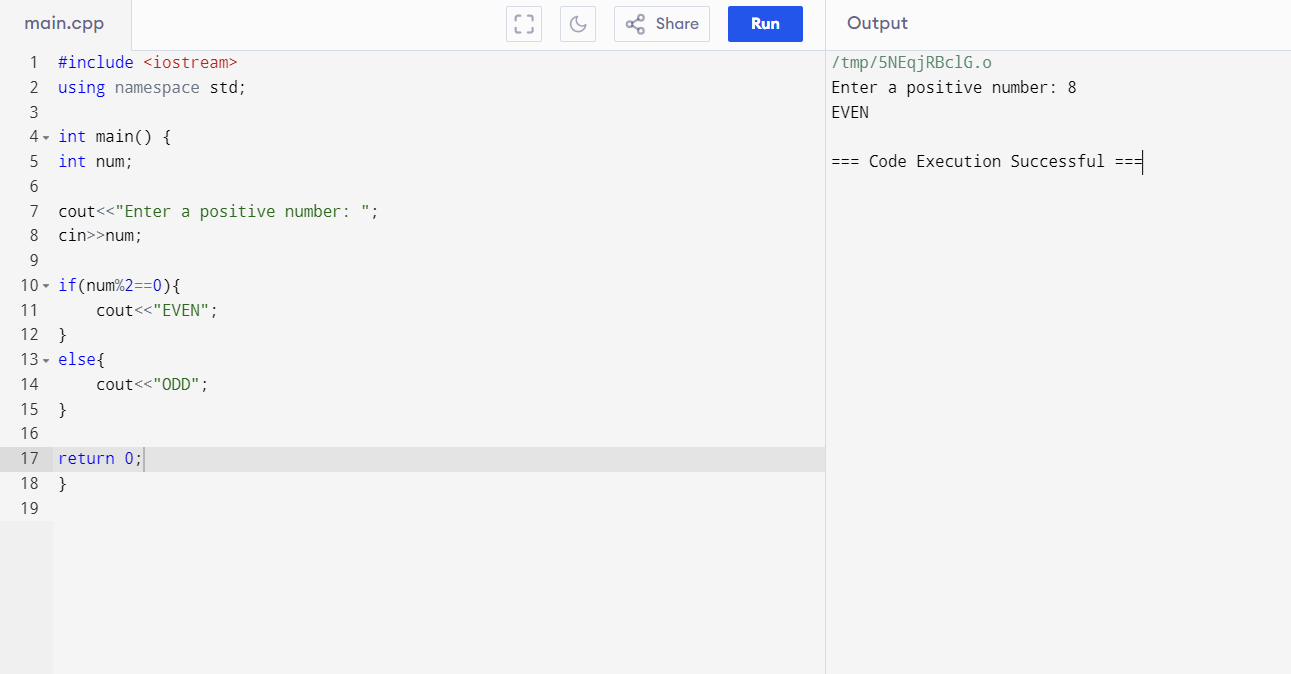 main.cpp
Share
Run
Output
1 #include <iostream>
2 using namespace std;
3
4 int main() {
5 int num;
6
7 cout<<"Enter a positive number: ";
8 cin>>num;
9
10 if(num%2==0){
11     cout<<"EVEN";
12 }
13 else{
14     cout<<"ODD";
15 }
16
17 return 0;
18 }
19
/tmp/5NEqjRBclG.o
Enter a positive number: 8
EVEN
=== Code Execution Successful ===